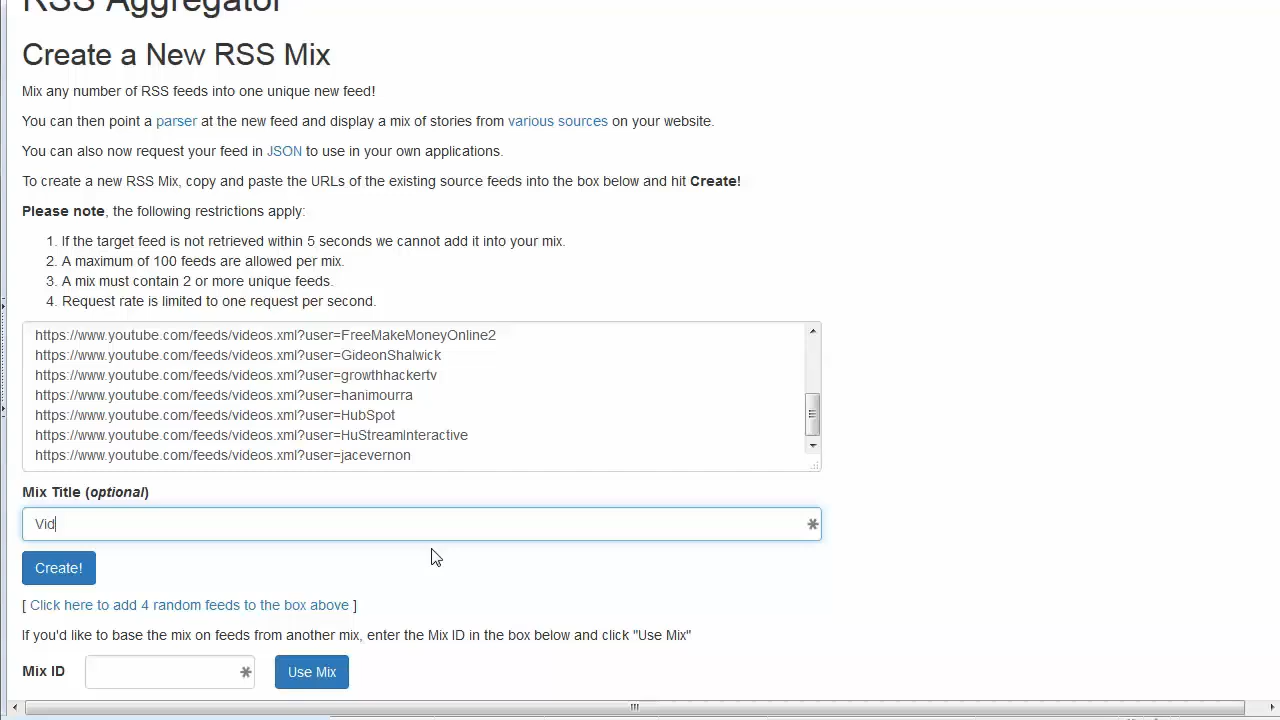 RSS Aggregator
Create a New RSS Mix
Mix any number of RSS feeds into one unique new feed!
You can then point a parser at the new feed and display a mix of stories from various sources on your website.
You can also now request your feed in JSON to use in your own applications.
To create a new RSS Mix, copy and paste the URLs of the existing source feeds into the box below and hit Create!
Please note, the following restrictions apply:
1. If the target feed is not retrieved within 5 seconds we cannot add it into your mix.
2. A maximum of 100 feeds are allowed per mix.
3. A mix must contain 2 or more unique feeds.
4. Request rate is limited to one request per second.
https://www.youtube.com/feeds/videos.xml?user=FreeMakeMoneyOnline2
https://www.youtube.com/feeds/videos.xml?user=GideonShalwick
https://www.youtube.com/feeds/videos.xml?user=growthhackertv
https://www.youtube.com/feeds/videos.xml?user=hanimourra
https://www.youtube.com/feeds/videos.xml?user=HubSpot
https://www.youtube.com/feeds/videos.xml?user=HuStreamInteractive
https://www.youtube.com/feeds/videos.xml?user=jacevernon
Mix Title (optional)
Vid
Create!
[ Click here to add 4 random feeds to the box above ]
If you'd like to base the mix on feeds from another mix, enter the Mix ID in the box below and click "Use Mix"
Mix ID
Use Mix